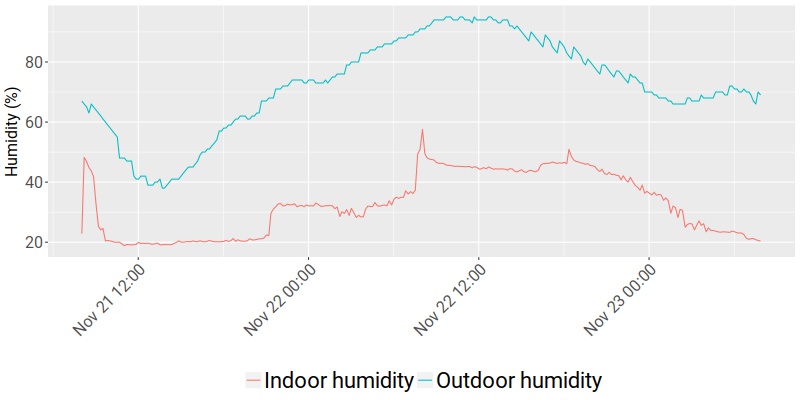 Humidity (%)
80
60
40
20
Nov 21 12:00
Nov 22 00:00
Nov 22 12:00
Nov 23 00:00
Indoor humidity
Outdoor humidity